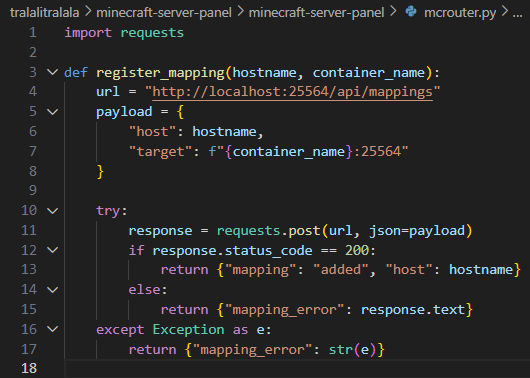 tralalitralala > minecraft-server-panel > minecraft-server-panel > mcrouter.py > ...
1 import requests
2
3 def register_mapping(hostname, container_name):
4     url = "http://localhost:25564/api/mappings"
5     payload = {
6         "host": hostname,
7         "target": f"{container_name}:25564"
8     }
9
10     try:
11         response = requests.post(url, json=payload)
12         if response.status_code == 200:
13             return {"mapping": "added", "host": hostname}
14         else:
15             return {"mapping_error": response.text}
16     except Exception as e:
17         return {"mapping_error": str(e)}
18